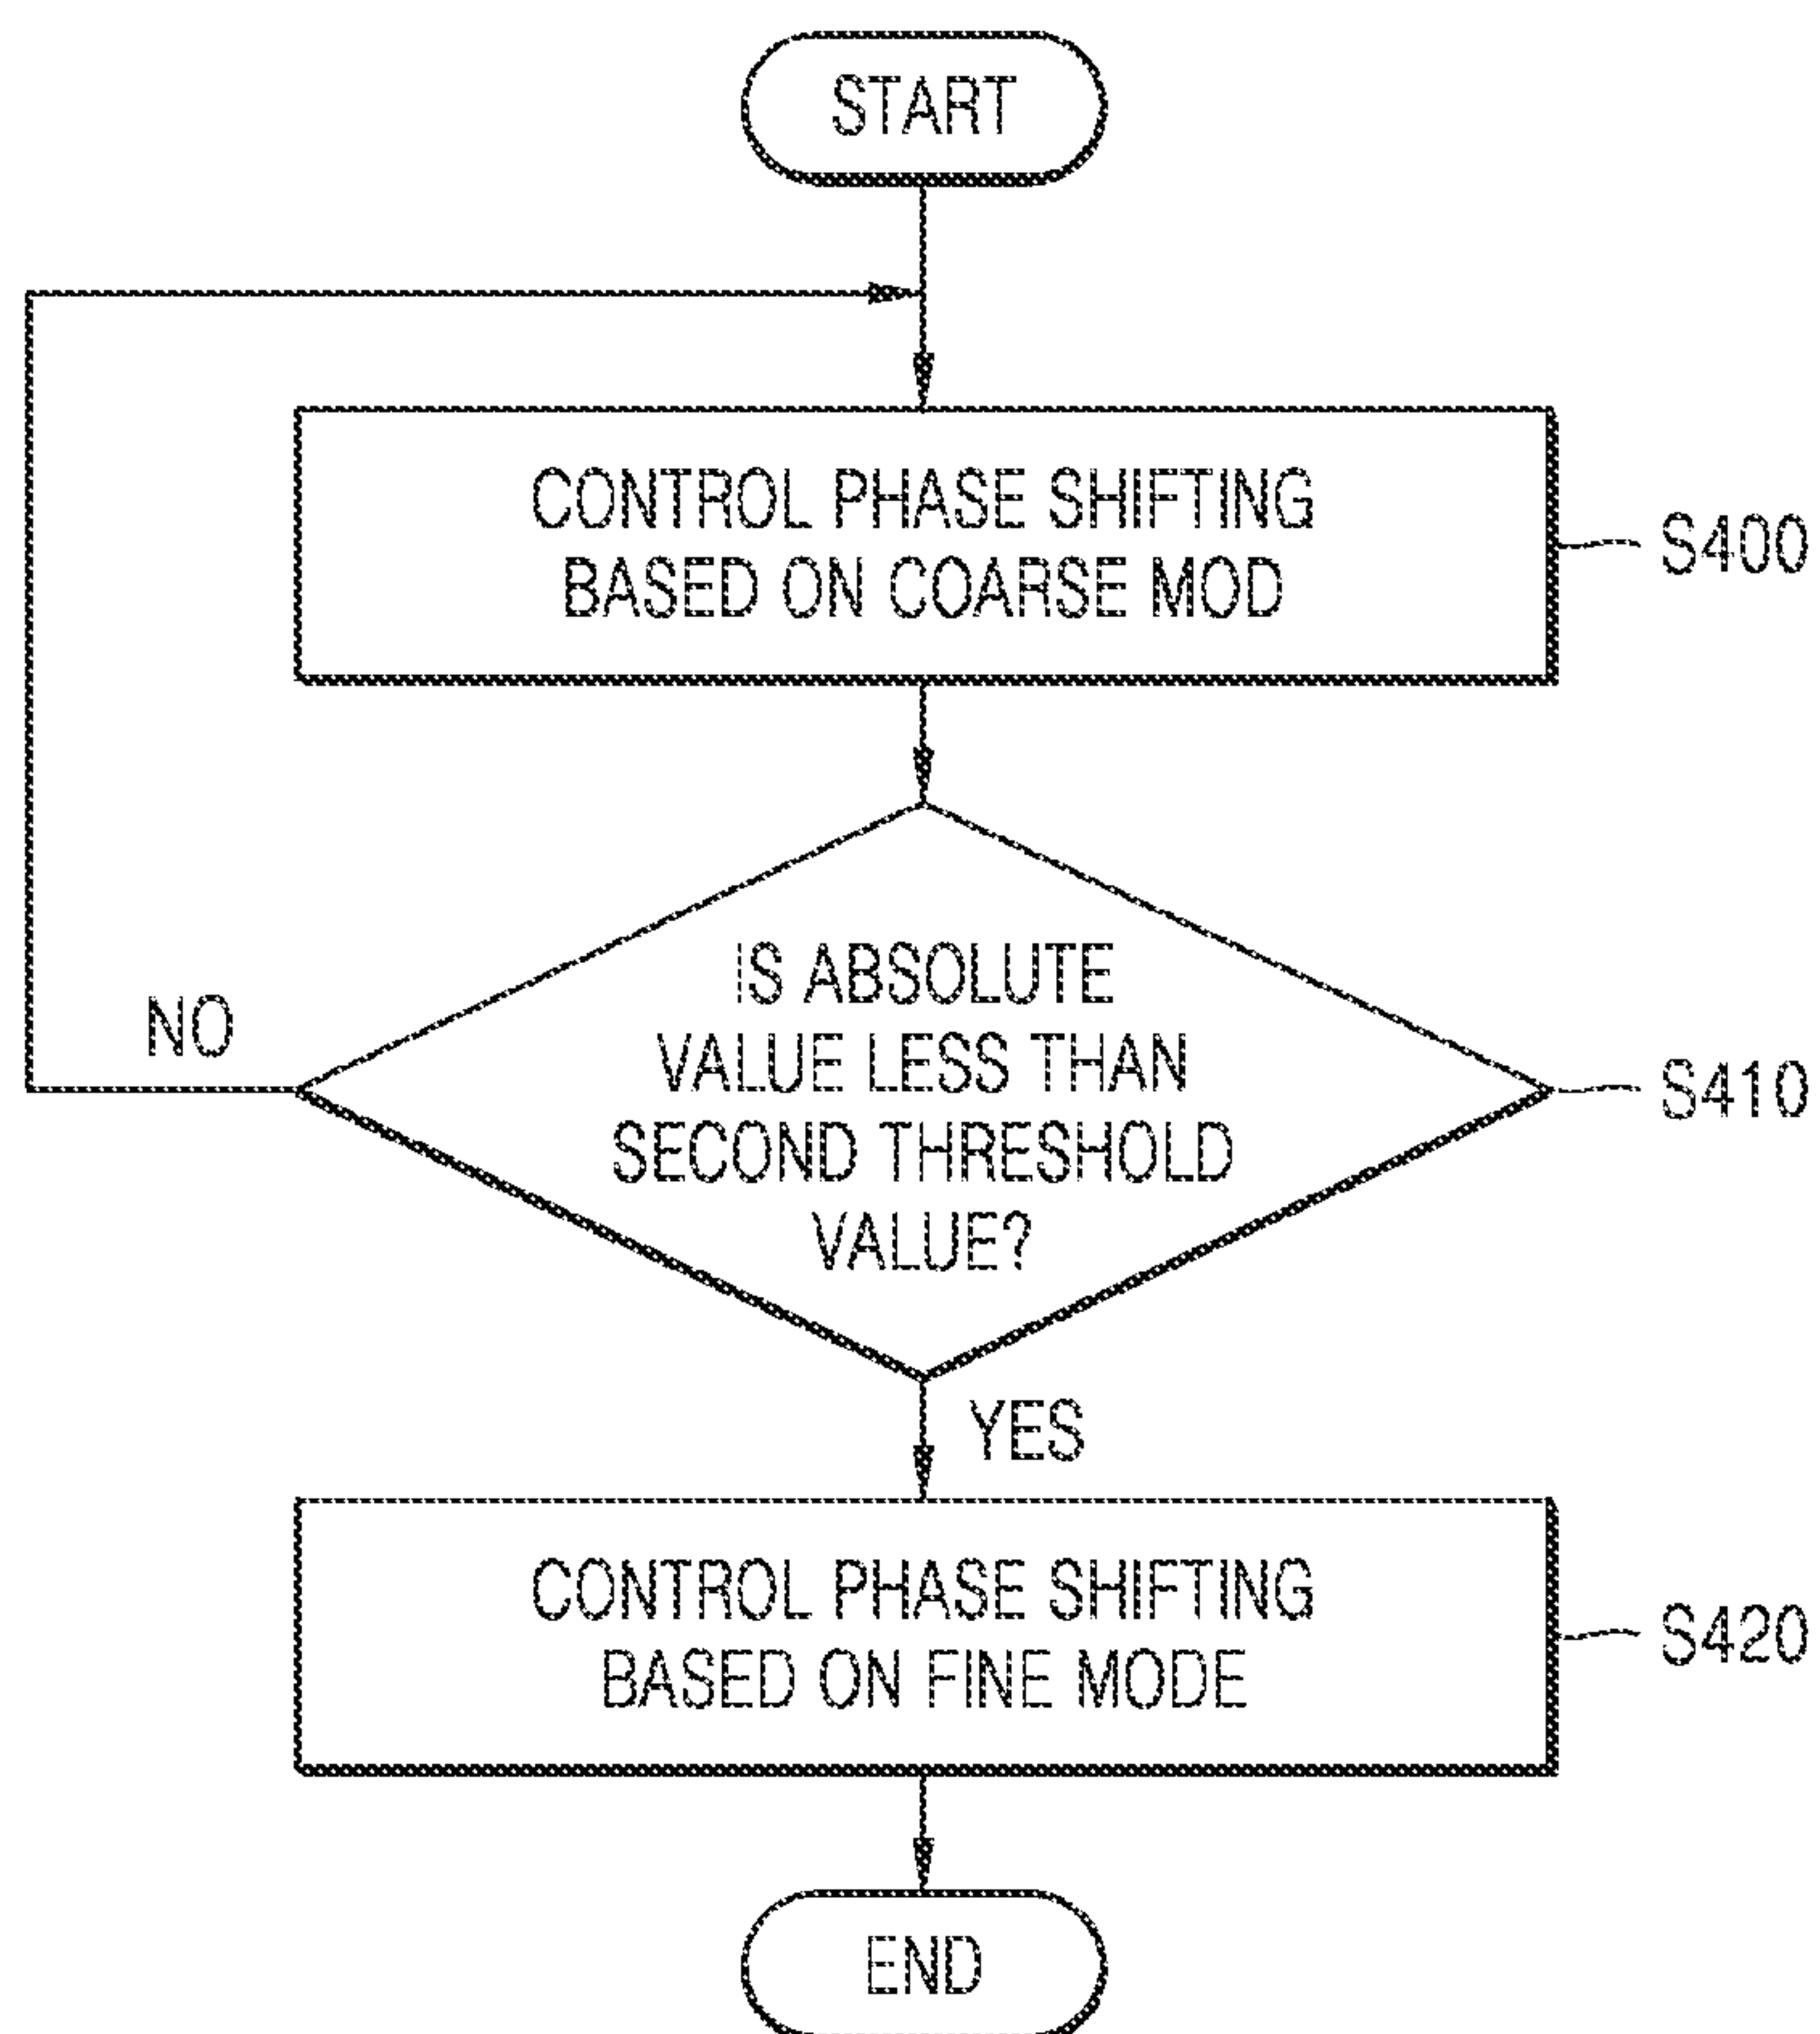 START
CONTROL PHASE SHIFTING
BASED ON COARSE MOD
S400
IS ABSOLUTE
VALUE LESS THAN
SECOND THRESHOLD
VALUE?
S410
NO
YES
CONTROL PHASE SHIFTING
BASED ON FINE MODE
S420
END